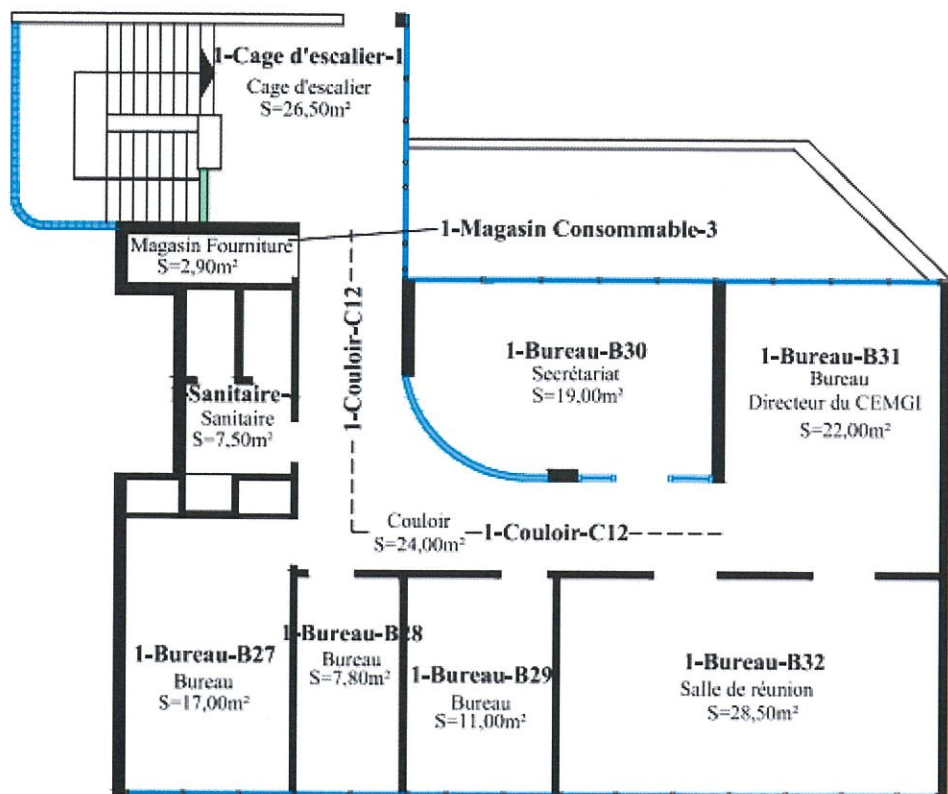 1-Cage d'escalier-1
Cage d'escalier
S=26,50m²
1-Magasin Consommable-3
Magasin Fourniture
S=2,90m²
1-Couloir-C12
1-Bureau-B30
Secrétariat
S=19,00m²
1-Bureau-B31
Bureau
Directeur du CEMGI
S=22,00m²
-Sanitaire-
Sanitaire
S=7,50m²
Couloir
S=24,00m²
1-Couloir-C12
1-Bureau-B27
Bureau
S=17,00m²
1-Bureau-B28
Bureau
S=7,80m²
1-Bureau-B29
Bureau
S=11,00m²
1-Bureau-B32
Salle de réunion
S=28,50m²